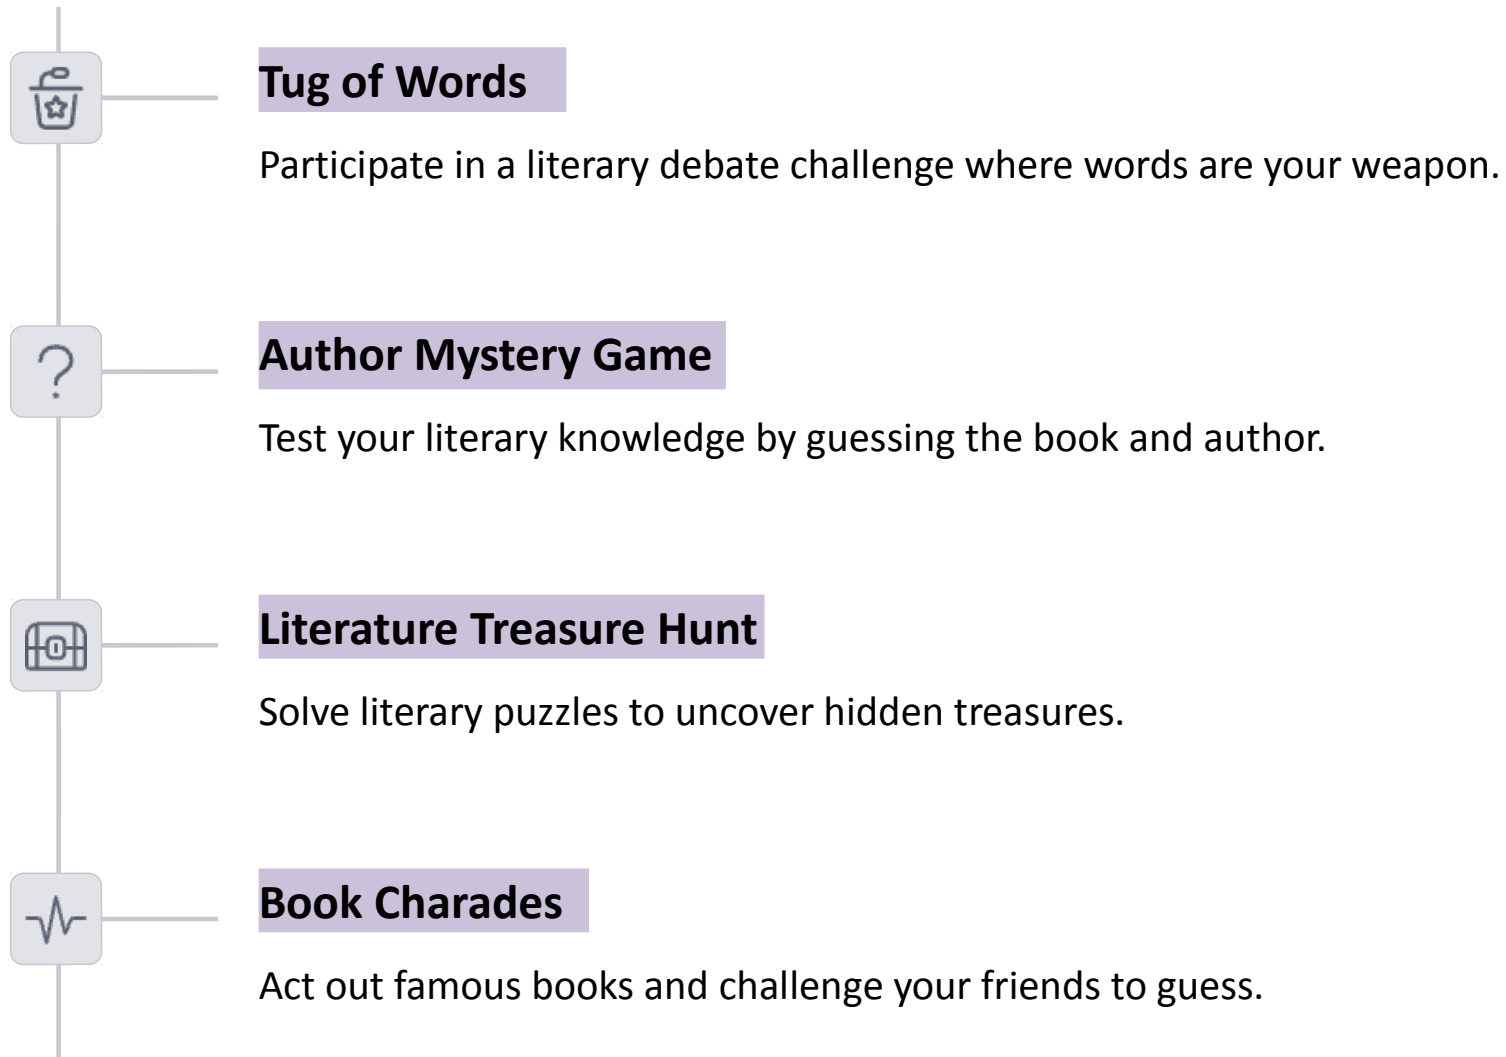 Tug of Words
Participate in a literary debate challenge where words are your weapon.
?
Author Mystery Game
Test your literary knowledge by guessing the book and author.
Literature Treasure Hunt
Solve literary puzzles to uncover hidden treasures.
Book Charades
Act out famous books and challenge your friends to guess.